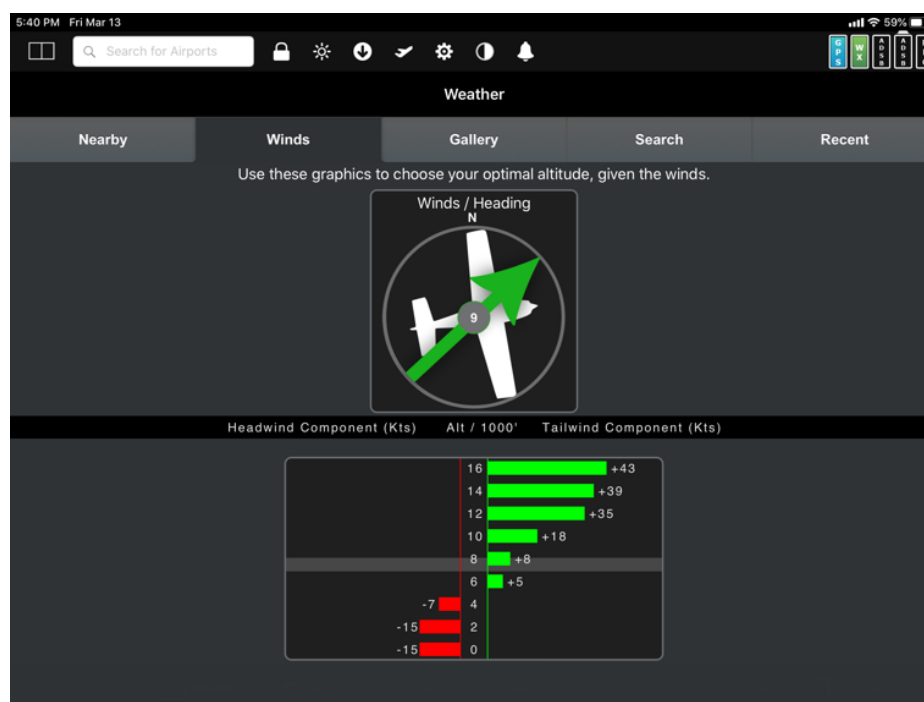 5:40 PM Fri Mar 13 59%
Search for Airports
GPS WX ADSB ADSB
Weather
Nearby Winds Gallery Search Recent
Use these graphics to choose your optimal altitude, given the winds.
Winds / Heading
N
9
Headwind Component (Kts) Alt / 1000' Tailwind Component (Kts)
16 +43
14 +39
12 +35
10 +18
8 +8
6 +5
-7 4
-15 2
-15 0